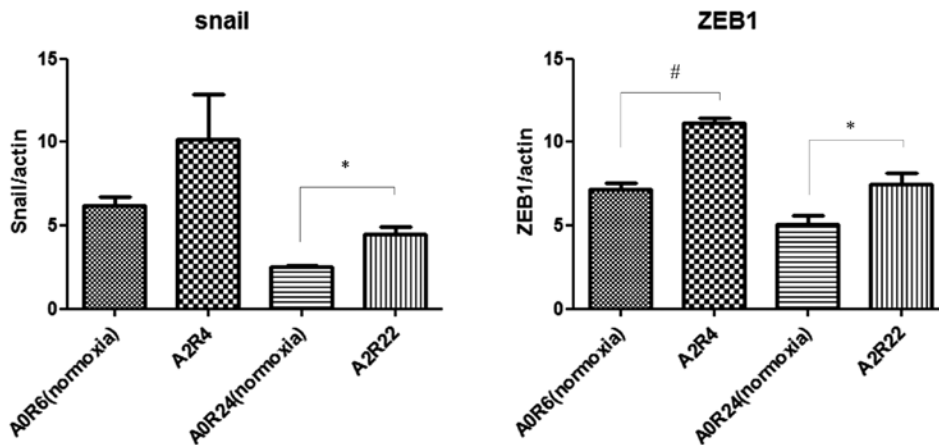 snail
15
10
5
0
Snail/actin
*
A0R6(normoxia)
A2R4
A0R24(normoxia)
A2R22
ZEB1
15
10
5
0
ZEB1/actin
#
*
A0R6(normoxia)
A2R4
A0R24(normoxia)
A2R22